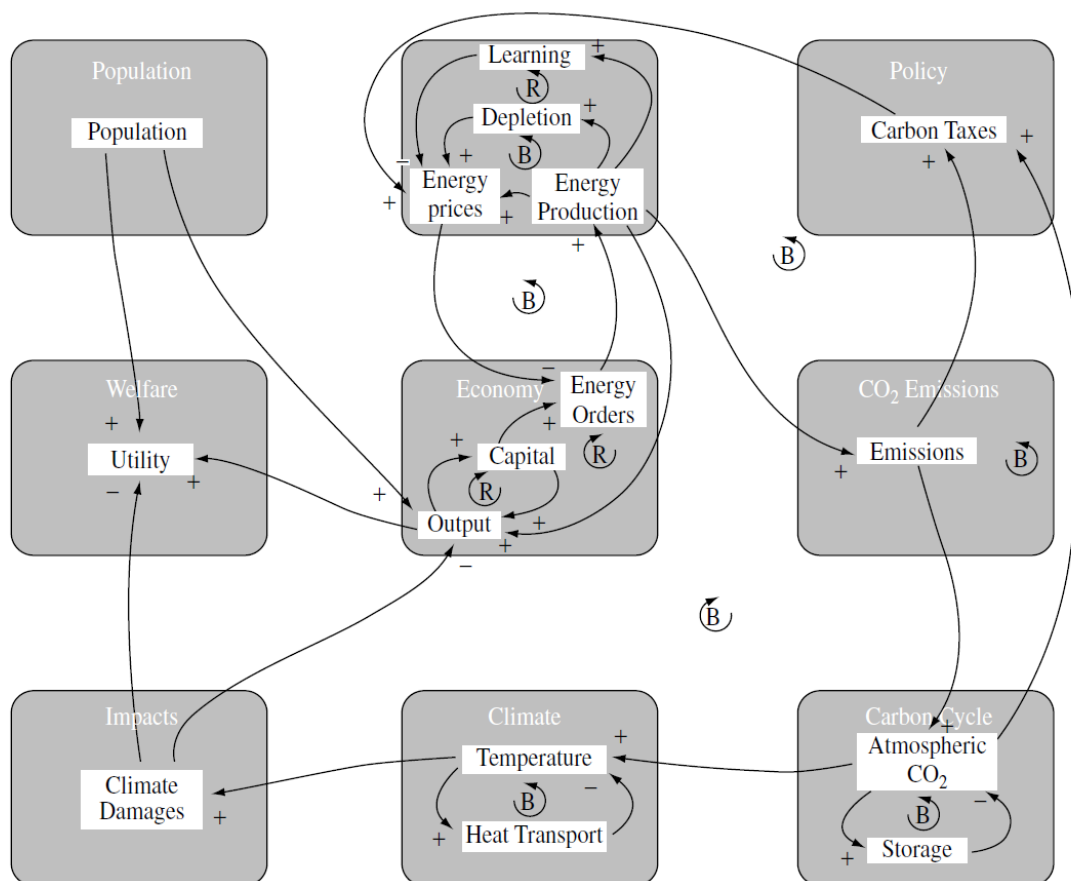 Population
Population
Learning
+
R
Depletion
+
B
−
+
Energy
prices
+
+
Energy
Production
+
Policy
Carbon Taxes
+
+
B
B
Welfare
+
Utility
−
+
Economy
−
Energy
Orders
+
R
+
Capital
R
+
Output
+
+
−
CO₂ Emissions
Emissions
+
B
B
Impacts
Climate
Damages
+
Climate
Temperature
+
−
B
+
Heat Transport
Carbon Cycle
+
Atmospheric
CO₂
−
B
+
Storage